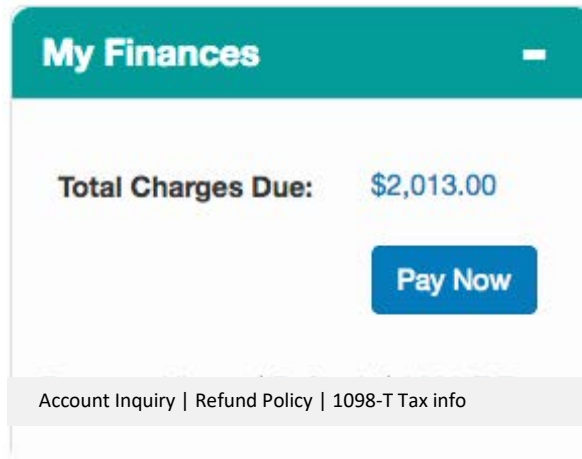 My Finances
Total Charges Due: $2,013.00
Pay Now
Account Inquiry | Refund Policy | 1098-T Tax info